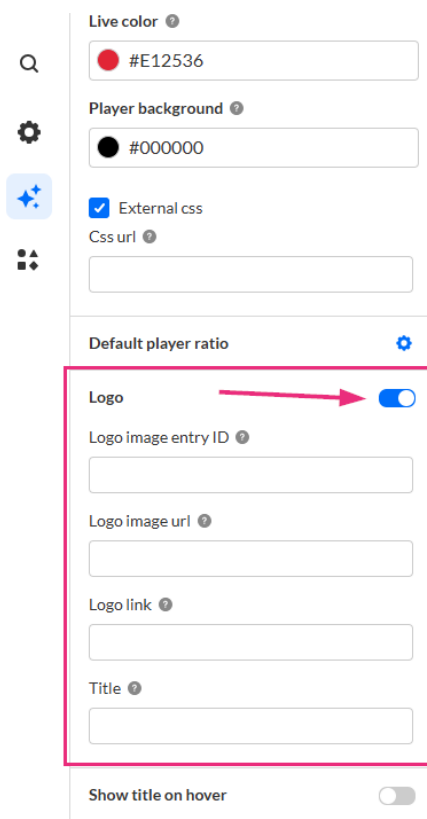 Live color
#E12536
Player background
#000000
External css
Css url
Default player ratio
Logo
Logo image entry ID
Logo image url
Logo link
Title
Show title on hover